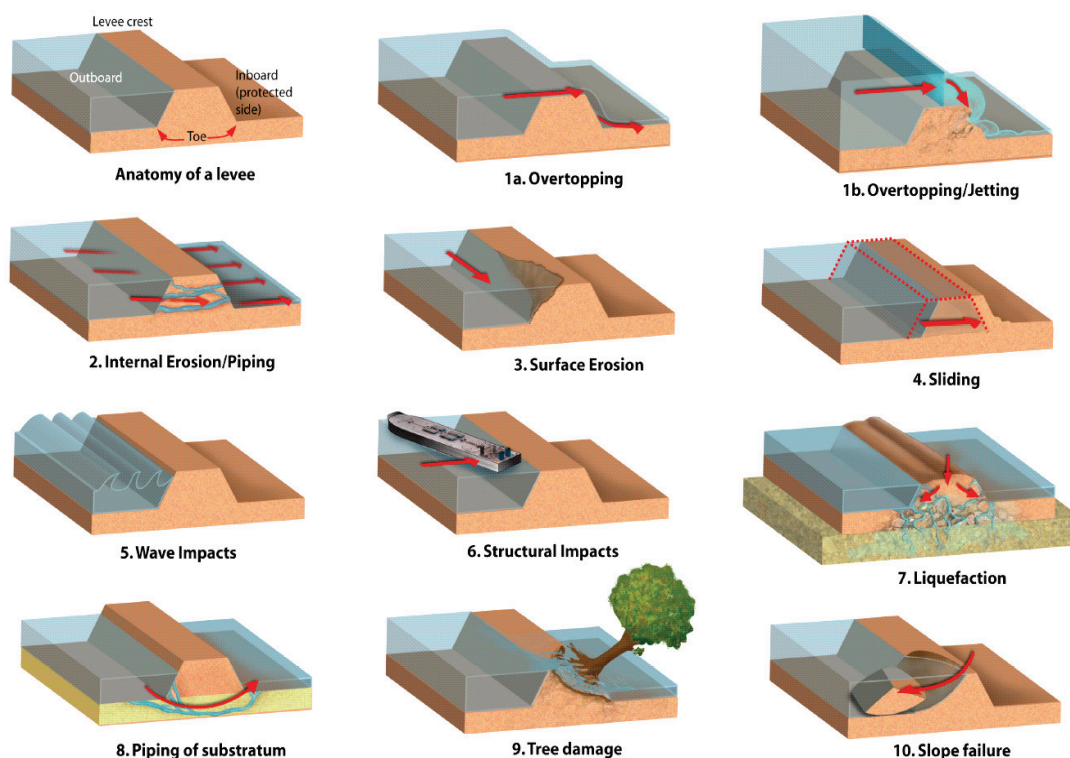 Levee crest
Outboard
Inboard
(protected
side)
Toe
Anatomy of a levee
1a. Overtopping
1b. Overtopping/Jetting
2. Internal Erosion/Piping
3. Surface Erosion
4. Sliding
5. Wave Impacts
6. Structural Impacts
7. Liquefaction
8. Piping of substratum
9. Tree damage
10. Slope failure